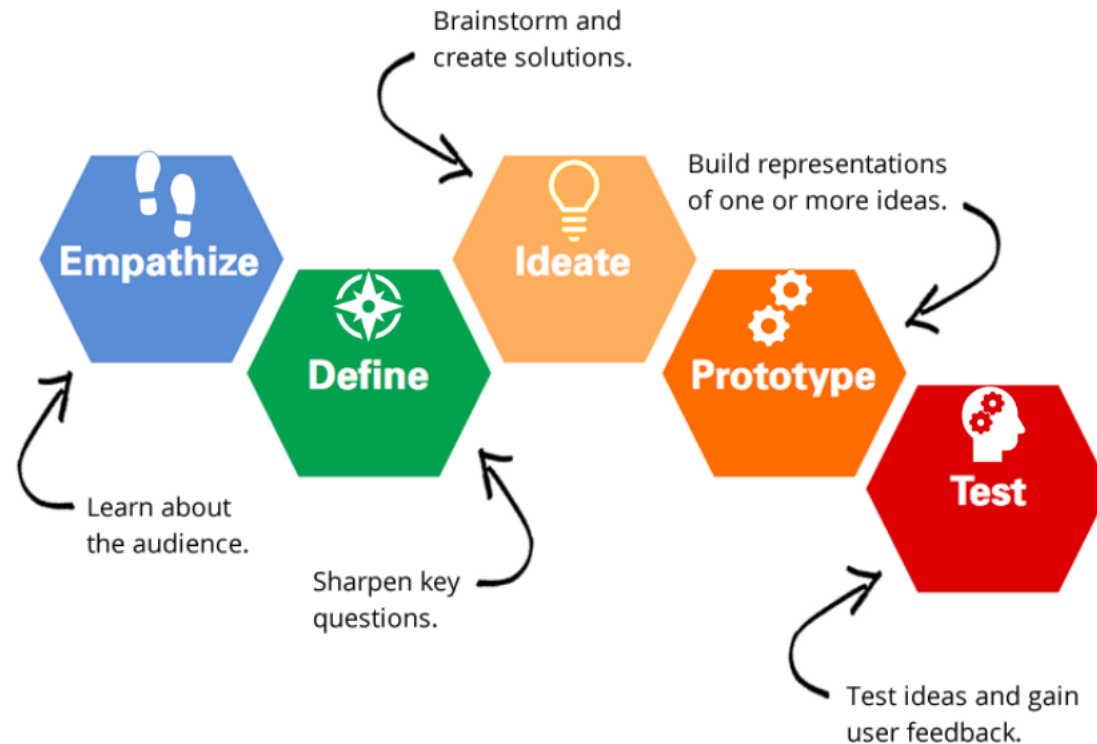 Brainstorm and
create solutions.
Build representations
of one or more ideas.
Empathize
Ideate
Define
Prototype
Test
Learn about
the audience.
Sharpen key
questions.
Test ideas and gain
user feedback.